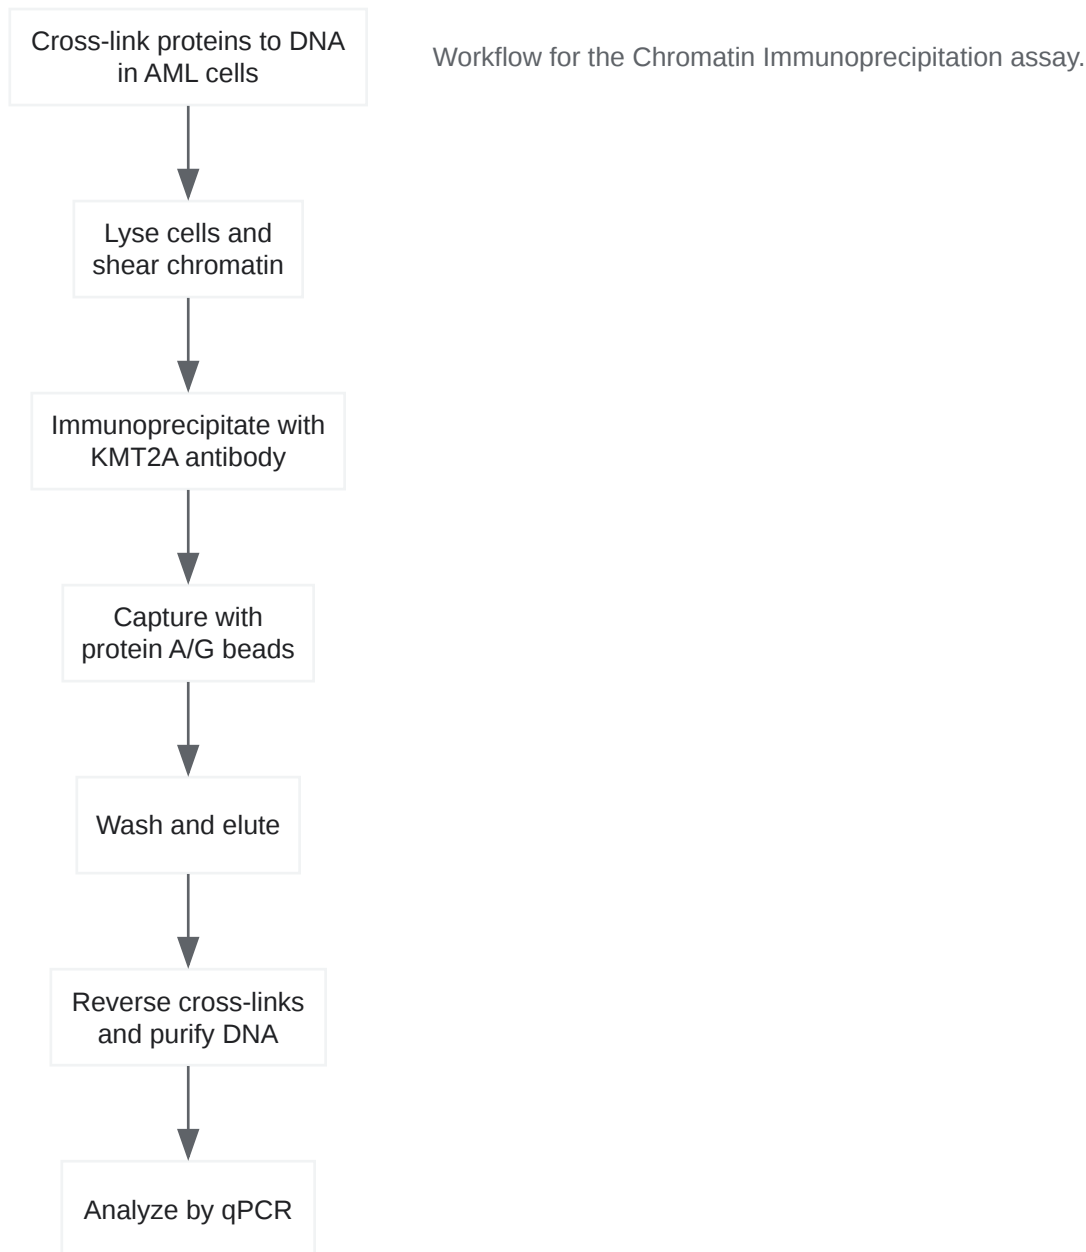 Cross-link proteins to DNA
in AML cells
Workflow for the Chromatin Immunoprecipitation assay.
Lyse cells and
shear chromatin
Immunoprecipitate with
KMT2A antibody
Capture with
protein A/G beads
Wash and elute
Reverse cross-links
and purify DNA
Analyze by qPCR